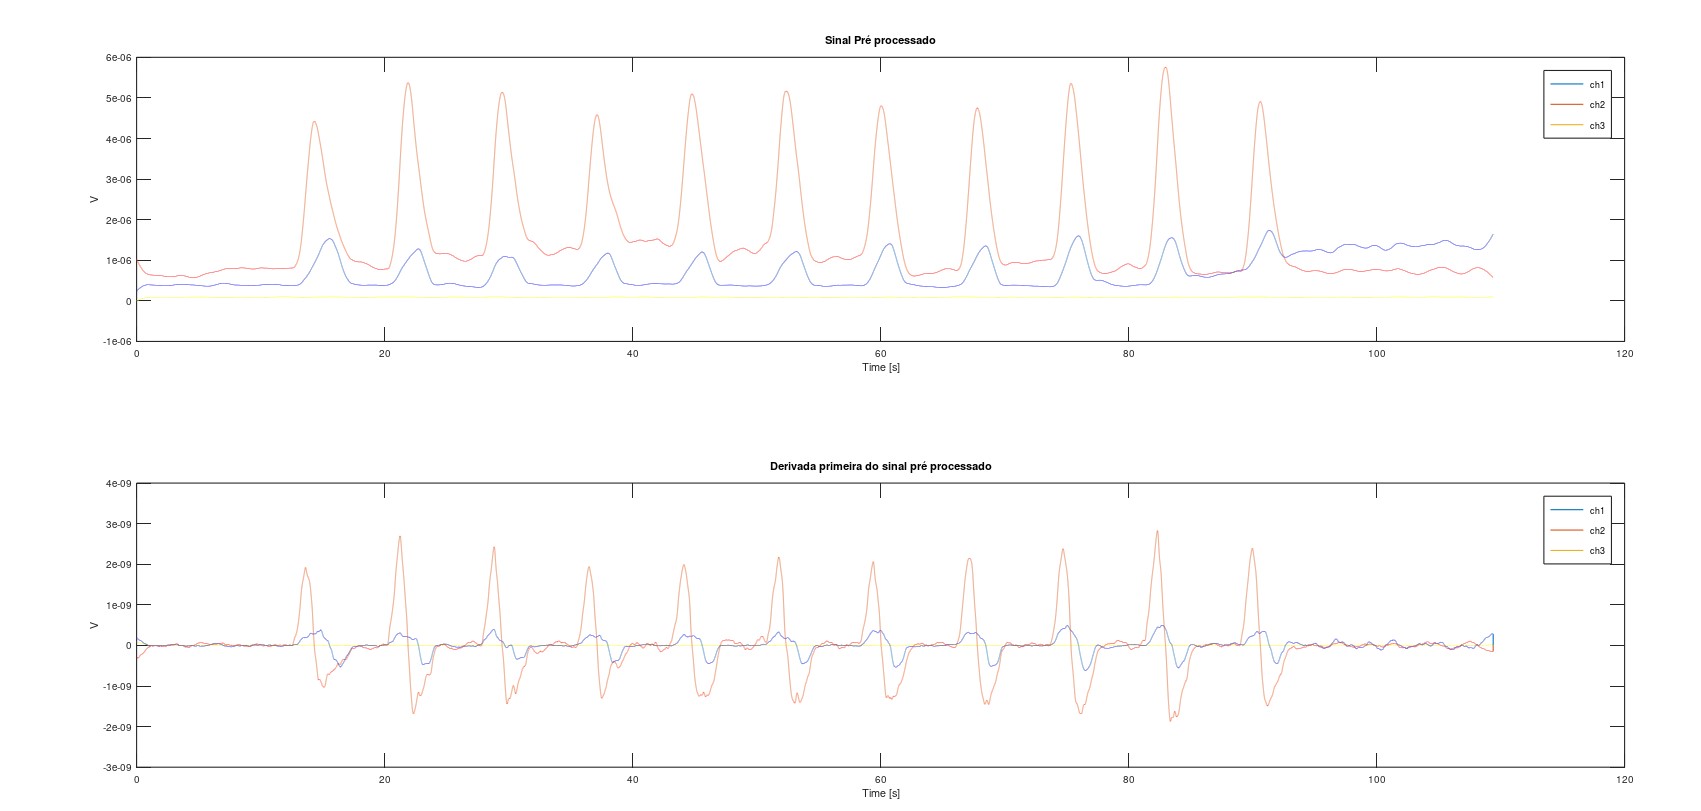 Sinal Pré processado
6e-06
5e-06
4e-06
3e-06
2e-06
1e-06
0
-1e-06
V
0 20 40 60 80 100 120
Time [s]
ch1
ch2
ch3
Derivada primeira do sinal pré processado
4e-09
3e-09
2e-09
1e-09
0
-1e-09
-2e-09
-3e-09
V
0 20 40 60 80 100 120
Time [s]
ch1
ch2
ch3